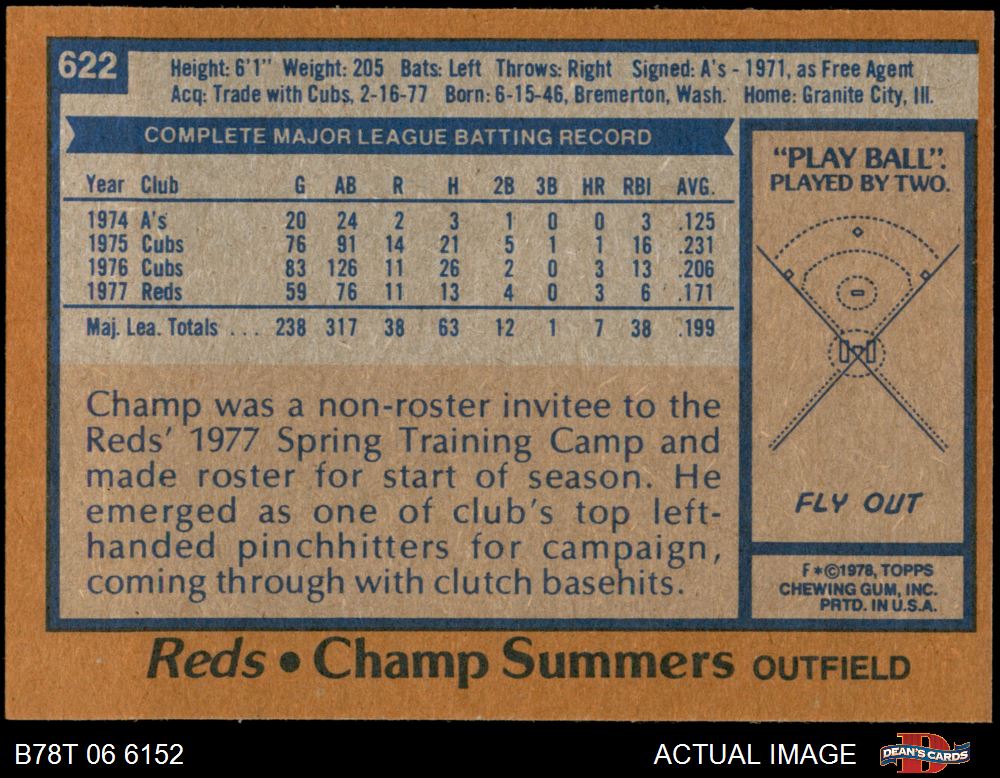 622
Height: 6'1" Weight: 205 Bats: Left Throws: Right Signed: A's - 1971, as Free Agent
Acq: Trade with Cubs, 2-16-77 Born: 6-15-46, Bremerton, Wash. Home: Granite City, Ill.
COMPLETE MAJOR LEAGUE BATTING RECORD
Year Club G AB R H 2B 3B HR RBI AVG.
1974 A's 20 24 2 3 1 0 0 3 .125
1975 Cubs 76 91 14 21 5 1 1 16 .231
1976 Cubs 83 126 11 26 2 0 3 13 .206
1977 Reds 59 76 11 13 4 0 3 6 .171
Maj. Lea. Totals ... 238 317 38 63 12 1 7 38 .199
Champ was a non-roster invitee to the
Reds' 1977 Spring Training Camp and
made roster for start of season. He
emerged as one of club's top left-
handed pinchhitters for campaign,
coming through with clutch basehits.
"PLAY BALL".
PLAYED BY TWO.
FLY OUT
F*©1978, TOPPS
CHEWING GUM, INC.
PRTD. IN U.S.A.
Reds • Champ Summers OUTFIELD
B78T 06 6152
ACTUAL IMAGE
DEAN'S CARDS